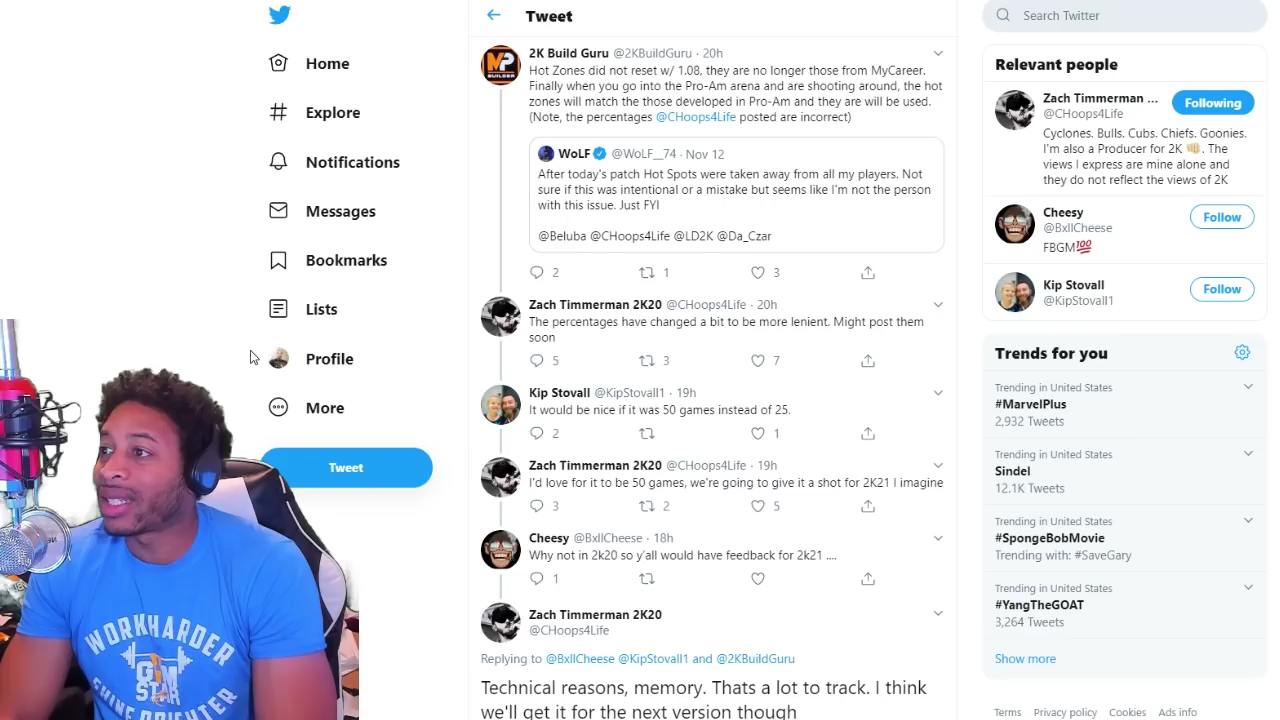 Home
Explore
Notifications
Messages
Bookmarks
Lists
Profile
More
Tweet
WORKHARDER
G M
STAR
SHINE BRIGHTER
Tweet
2K Build Guru @2KBuildGuru · 20h
Hot Zones did not reset w/ 1.08, they are no longer those from MyCareer.
Finally when you go into the Pro-Am arena and are shooting around, the hot
zones will match the those developed in Pro-Am and they are will be used.
(Note, the percentages @CHoops4Life posted are incorrect)
WoLF @WoLF__74 · Nov 12
After today's patch Hot Spots were taken away from all my players. Not
sure if this was intentional or a mistake but seems like I'm not the person
with this issue. Just FYI
@Beluba @CHoops4Life @LD2K @Da_Czar
2 1 3
Zach Timmerman 2K20 @CHoops4Life · 20h
The percentages have changed a bit to be more lenient. Might post them
soon
5 3 7
Kip Stovall @KipStovall1 · 19h
It would be nice if it was 50 games instead of 25.
2 1
Zach Timmerman 2K20 @CHoops4Life · 19h
I'd love for it to be 50 games, we're going to give it a shot for 2K21 I imagine
3 2 5
Cheesy @BxllCheese · 18h
Why not in 2k20 so y'all would have feedback for 2k21 ....
1
Zach Timmerman 2K20
@CHoops4Life
Replying to @BxllCheese @KipStovall1 and @2KBuildGuru
Technical reasons, memory. Thats a lot to track. I think
we'll get it for the next version though
Search Twitter
Relevant people
Zach Timmerman ...
@CHoops4Life
Following
Cyclones. Bulls. Cubs. Chiefs. Goonies.
I'm also a Producer for 2K 👊🏼. The
views I express are mine alone and
they do not reflect the views of 2K
Cheesy
@BxllCheese
Follow
FBGM💯
Kip Stovall
@KipStovall1
Follow
Trends for you
Trending in United States
#MarvelPlus
2,932 Tweets
Trending in United States
Sindel
12.1K Tweets
Trending in United States
#SpongeBobMovie
Trending with: #SaveGary
Trending in United States
#YangTheGOAT
3,264 Tweets
Show more
Terms Privacy policy Cookies Ads info